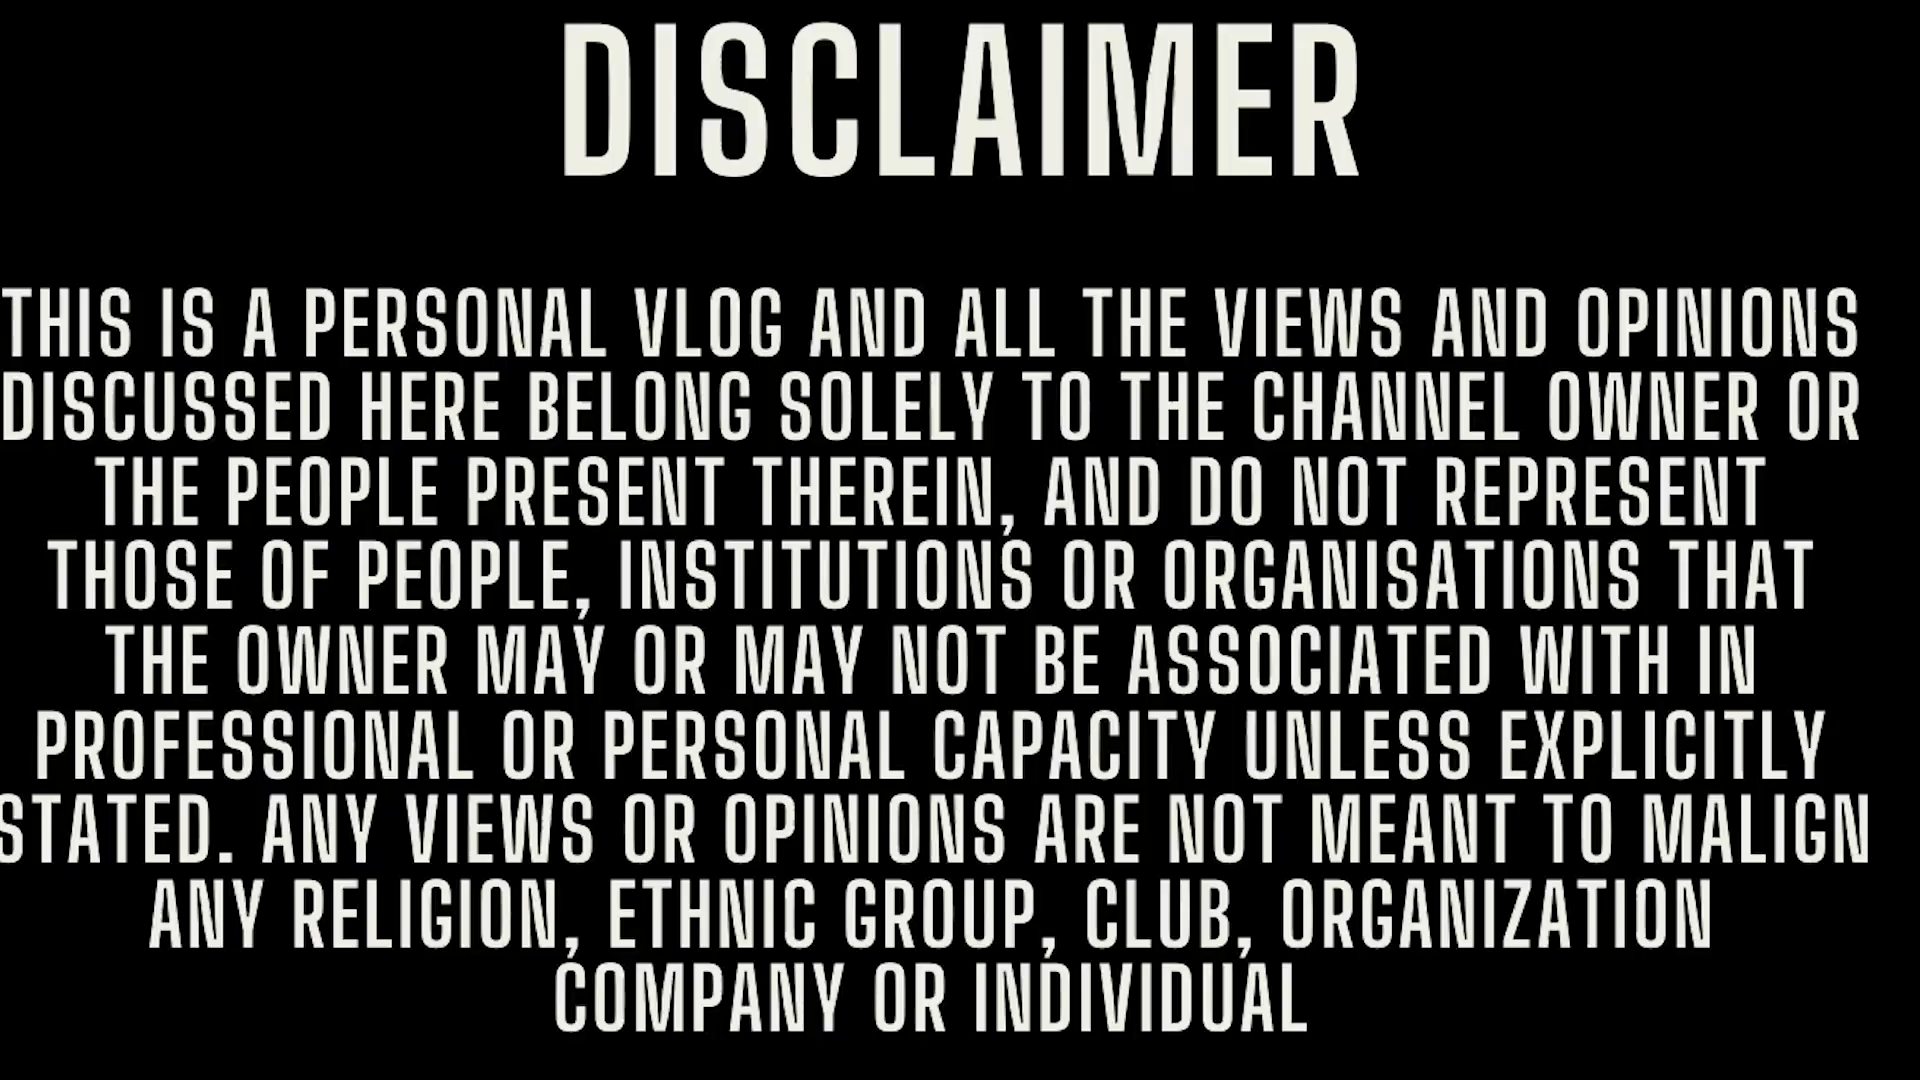 DISCLAIMER
THIS IS A PERSONAL VLOG AND ALL THE VIEWS AND OPINIONS
DISCUSSED HERE BELONG SOLELY TO THE CHANNEL OWNER OR
THE PEOPLE PRESENT THEREIN, AND DO NOT REPRESENT
THOSE OF PEOPLE, INSTITUTIONS OR ORGANISATIONS THAT
THE OWNER MAY OR MAY NOT BE ASSOCIATED WITH IN
PROFESSIONAL OR PERSONAL CAPACITY UNLESS EXPLICITLY
STATED. ANY VIEWS OR OPINIONS ARE NOT MEANT TO MALIGN
ANY RELIGION, ETHNIC GROUP, CLUB, ORGANIZATION
COMPANY OR INDIVIDUAL